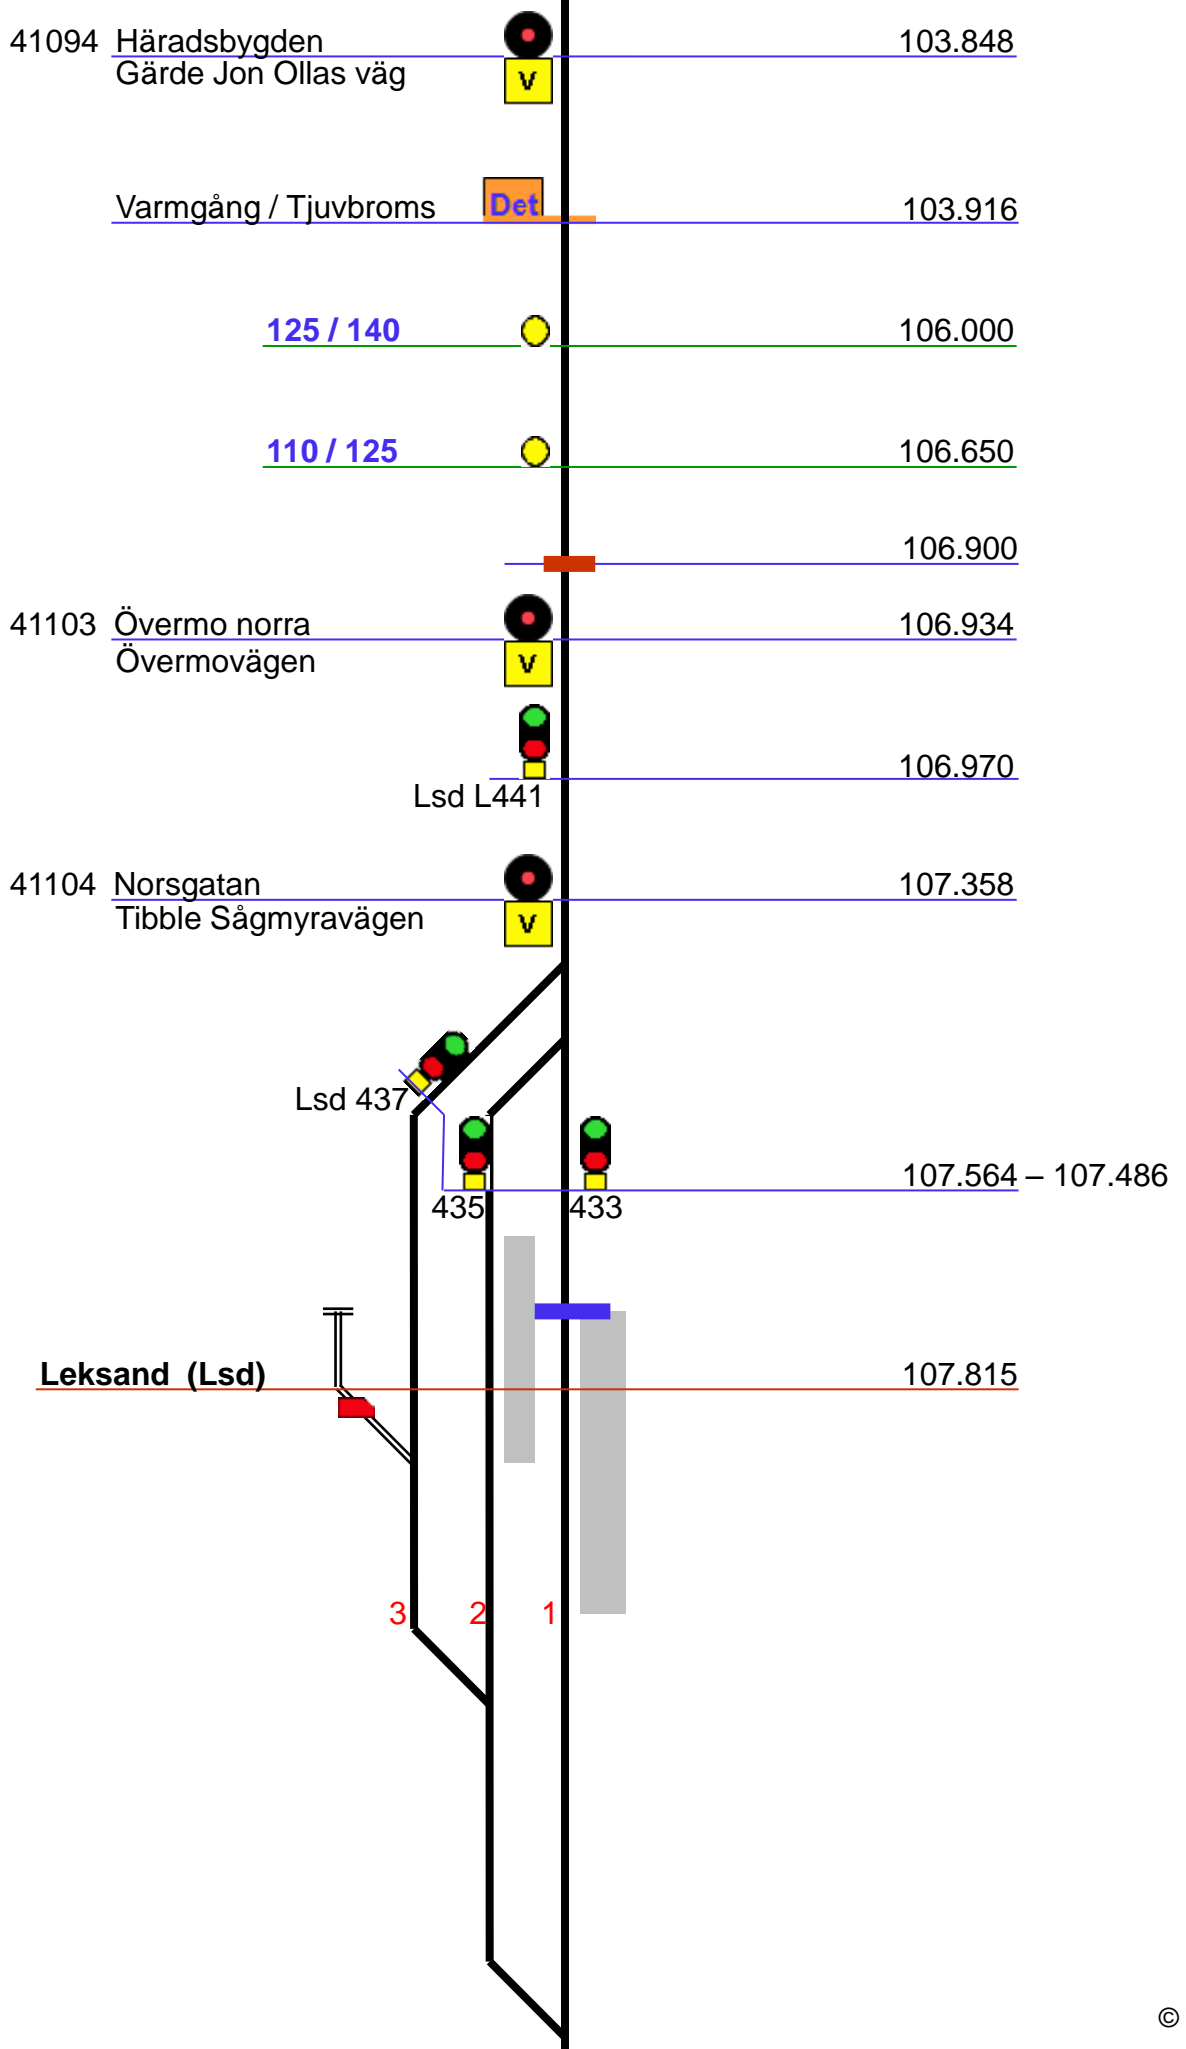 41094 Häradsbygden 103.848
Gärde Jon Ollas väg
V
Varmgång / Tjuvbroms Det 103.916
125 / 140 106.000
110 / 125 106.650
106.900
41103 Övermo norra 106.934
Övermovägen
V
106.970
Lsd L441
41104 Norsgatan 107.358
Tibble Sågmyravägen
V
Lsd 437
107.564 – 107.486
435 433
Leksand (Lsd) 107.815
3 2 1
©